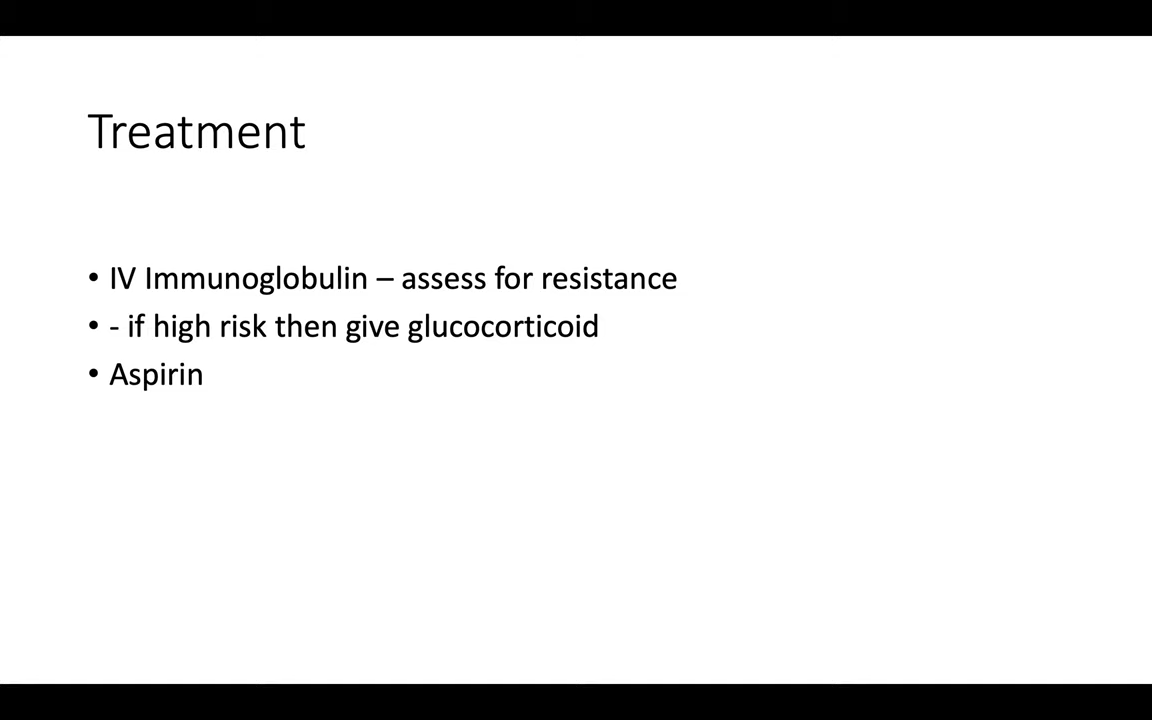 Treatment
• IV Immunoglobulin – assess for resistance
• - if high risk then give glucocorticoid
• Aspirin